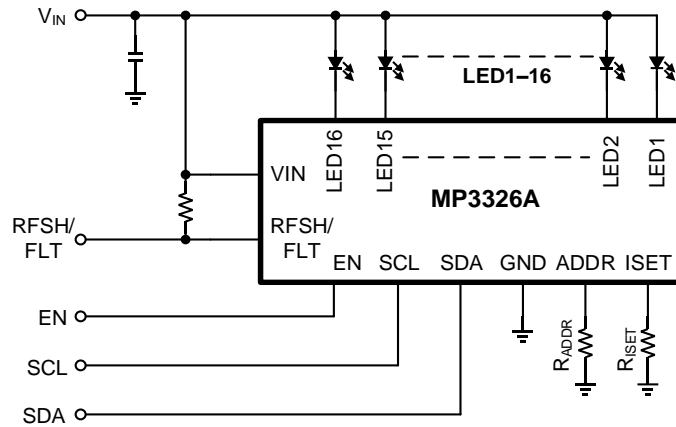 VIN
LED1–16
LED16
LED15
LED2
LED1
VIN
MP3326A
RFSH/
FLT
RFSH/
FLT
EN
SCL
SDA
GND
ADDR
ISET
EN
RADDR
RISET
SCL
SDA